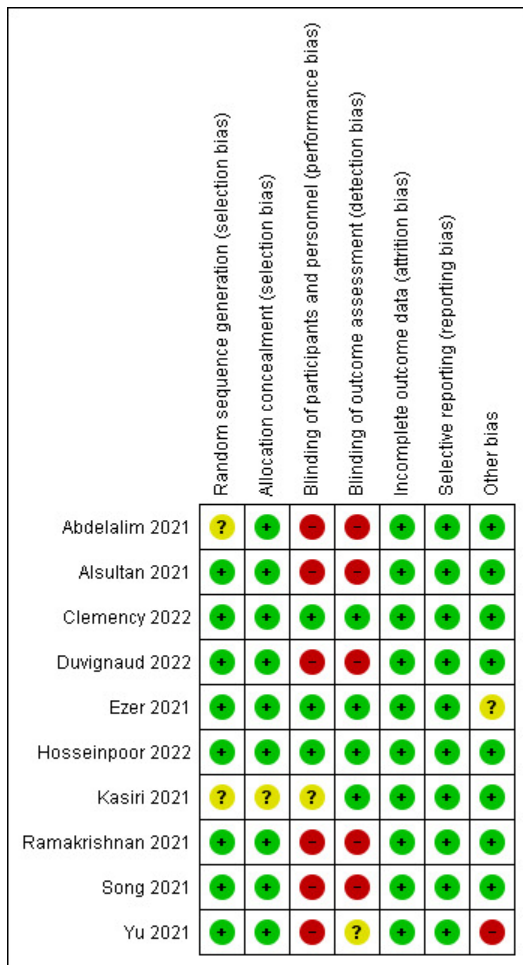 Random sequence generation (selection bias)
Allocation concealment (selection bias)
Blinding of participants and personnel (performance bias)
Blinding of outcome assessment (detection bias)
Incomplete outcome data (attrition bias)
Selective reporting (reporting bias)
Other bias
Abdelalim 2021 ? + - - + + +
Alsultan 2021 + + - - + + +
Clemency 2022 + + + + + + +
Duvignaud 2022 + + - - + + +
Ezer 2021 + + + + + + ?
Hosseinpoor 2022 + + + + + + +
Kasiri 2021 ? ? ? + + + +
Ramakrishnan 2021 + + - - + + +
Song 2021 + + - - + + +
Yu 2021 + + - ? + + -